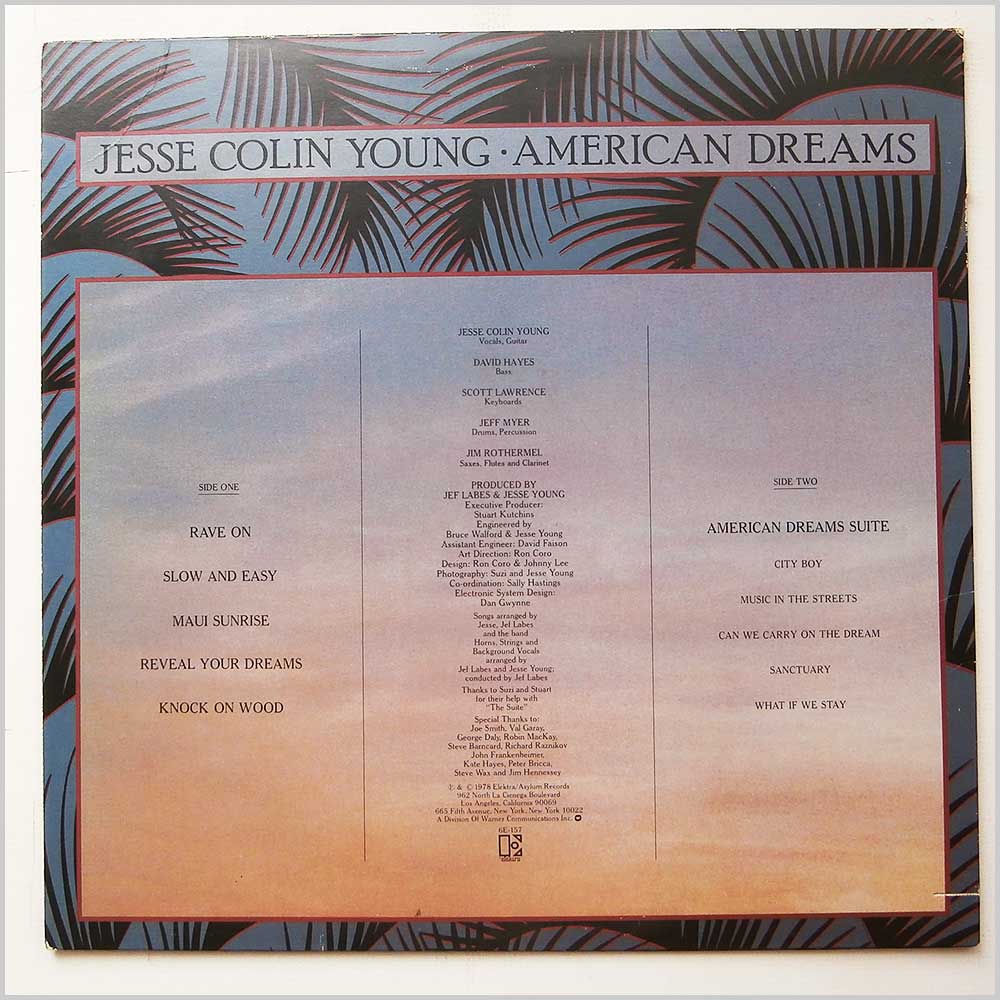 JESSE COLIN YOUNG · AMERICAN DREAMS
SIDE ONE
RAVE ON
SLOW AND EASY
MAUI SUNRISE
REVEAL YOUR DREAMS
KNOCK ON WOOD
JESSE COLIN YOUNG
Vocals, Guitar
DAVID HAYES
Bass
SCOTT LAWRENCE
Keyboards
JEFF MYER
Drums, Percussion
JIM ROTHERMEL
Saxes, Flutes and Clarinet
PRODUCED BY
JEF LABES & JESSE YOUNG
Executive Producer:
Stuart Kutchins
Engineered by
Bruce Walford & Jesse Young
Assistant Engineer: David Faison
Art Direction: Ron Coro
Design: Ron Coro & Johnny Lee
Photography: Suzi and Jesse Young
Co-ordination: Sally Hastings
Electronic System Design:
Dan Gwynne
Songs arranged by
Jesse, Jef Labes
and the band
Horns, Strings and
Background Vocals
arranged by
Jef Labes and Jesse Young;
conducted by Jef Labes
Thanks to Suzi and Stuart
for their help with
"The Suite"
Special Thanks to:
Joe Smith, Val Garay,
George Daly, Robin MacKay,
Steve Barncard, Richard Raznikov
John Frankenheimer,
Kate Hayes, Peter Bricca,
Steve Wax and Jim Hennessey
℗ & © 1978 Elektra/Asylum Records
962 North La Cienega Boulevard
Los Angeles, California 90069
665 Fifth Avenue, New York, New York 10022
A Division Of Warner Communications Inc.
6E-157
elektra
SIDE TWO
AMERICAN DREAMS SUITE
CITY BOY
MUSIC IN THE STREETS
CAN WE CARRY ON THE DREAM
SANCTUARY
WHAT IF WE STAY